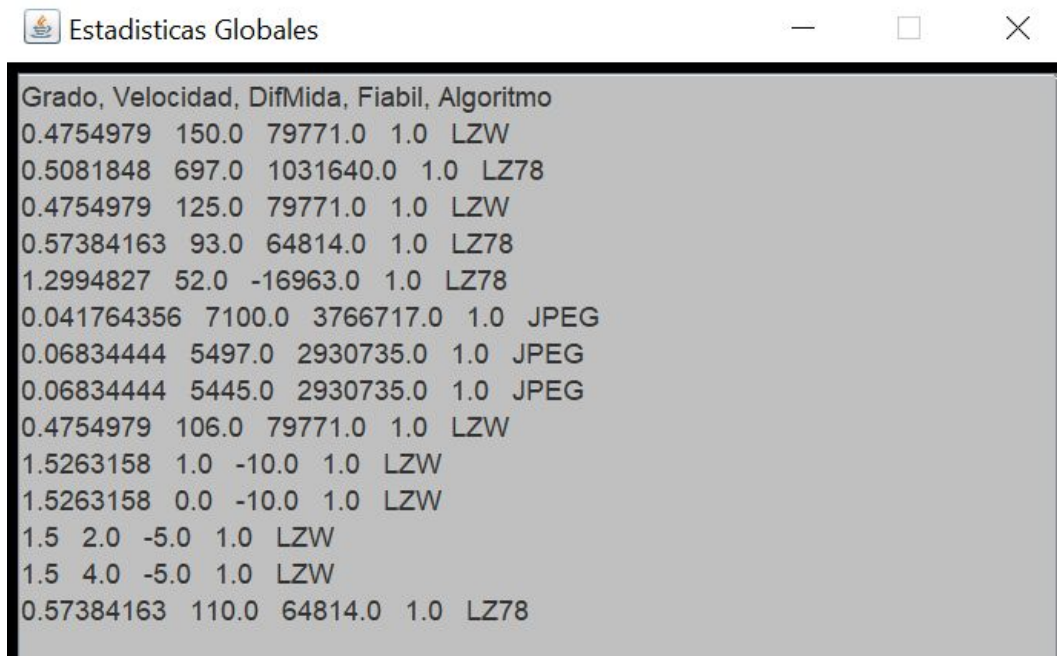 Estadisticas Globales
Grado, Velocidad, DifMida, Fiabil, Algoritmo
0.4754979 150.0 79771.0 1.0 LZW
0.5081848 697.0 1031640.0 1.0 LZ78
0.4754979 125.0 79771.0 1.0 LZW
0.57384163 93.0 64814.0 1.0 LZ78
1.2994827 52.0 -16963.0 1.0 LZ78
0.041764356 7100.0 3766717.0 1.0 JPEG
0.06834444 5497.0 2930735.0 1.0 JPEG
0.06834444 5445.0 2930735.0 1.0 JPEG
0.4754979 106.0 79771.0 1.0 LZW
1.5263158 1.0 -10.0 1.0 LZW
1.5263158 0.0 -10.0 1.0 LZW
1.5 2.0 -5.0 1.0 LZW
1.5 4.0 -5.0 1.0 LZW
0.57384163 110.0 64814.0 1.0 LZ78